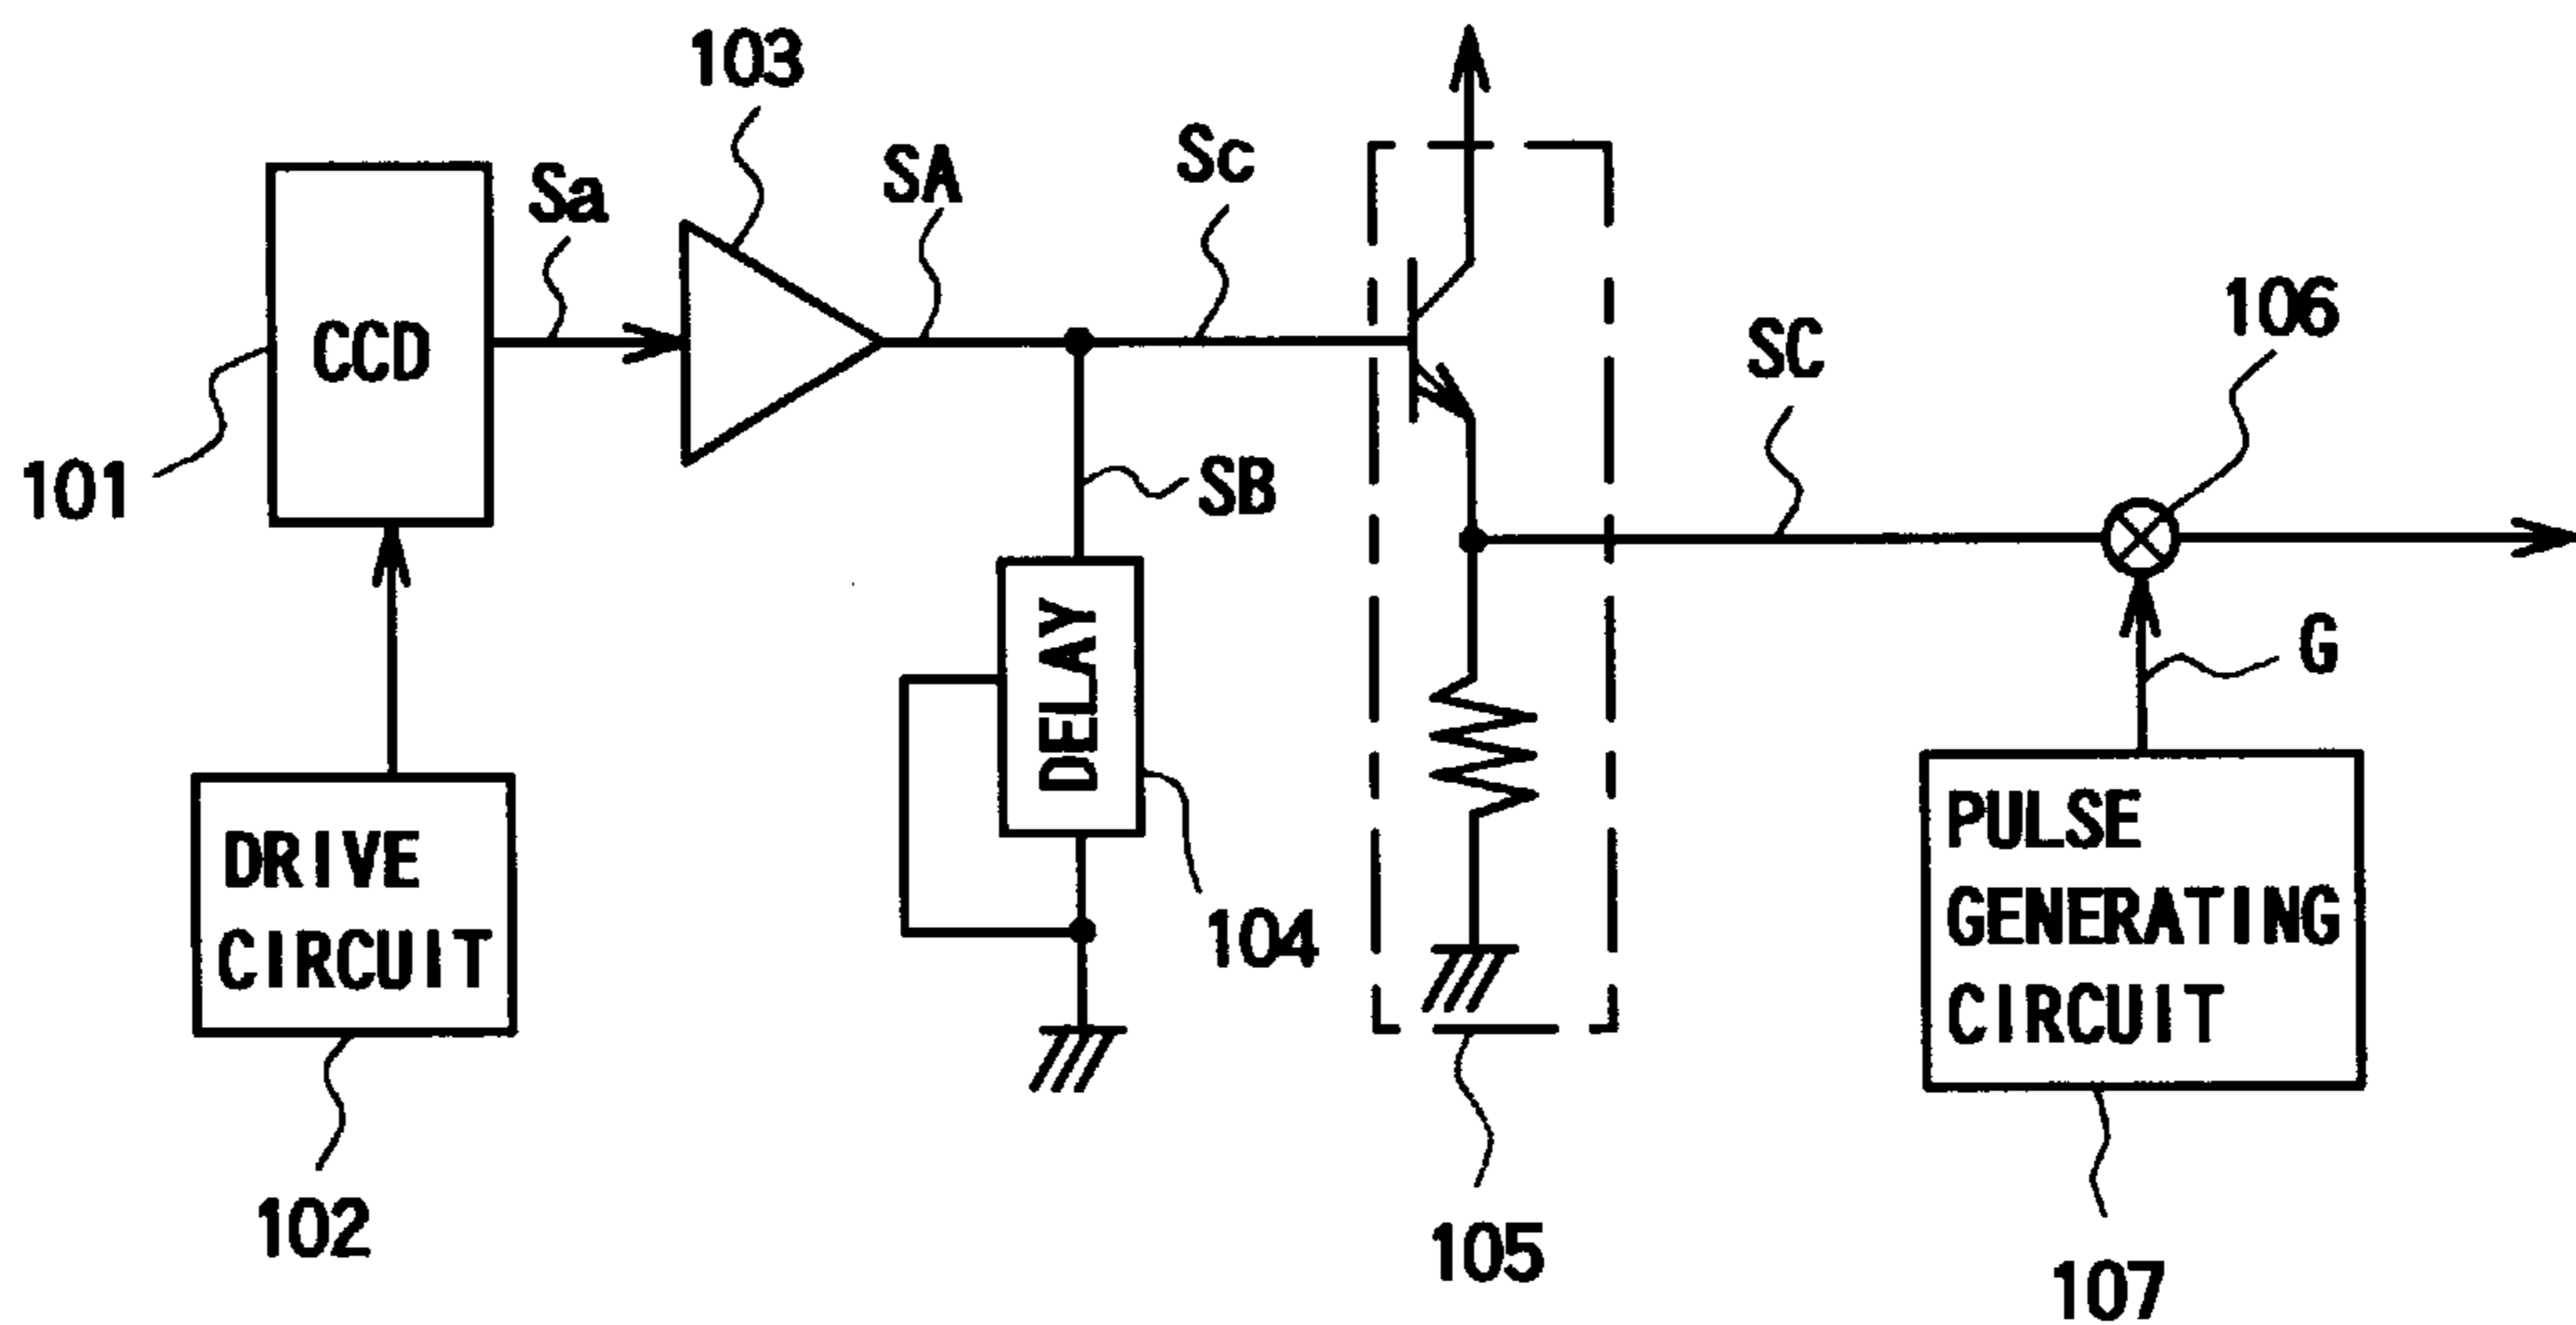 103
SA
Sc
Sa
CCD
106
SC
101
SB
DELAY
G
104
DRIVE
CIRCUIT
PULSE
GENERATING
CIRCUIT
102
105
107